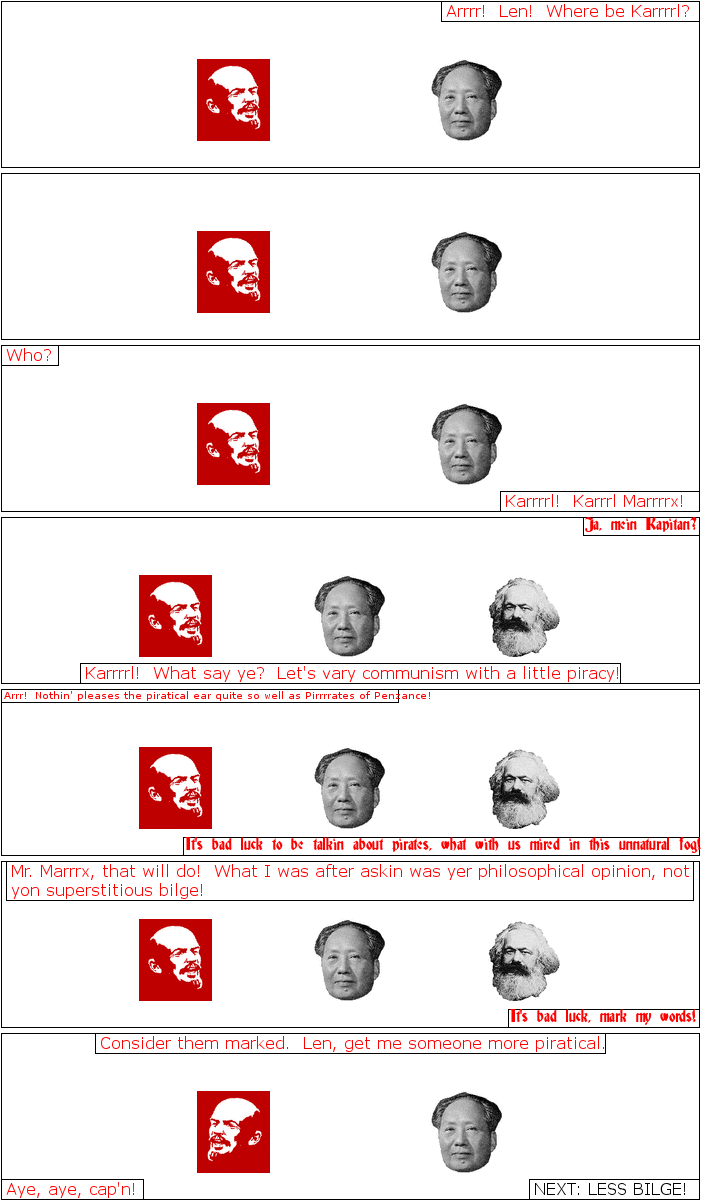 Arrrr!  Len!  Where be Karrrrl?
Who?
Karrrrl!  Karrrl Marrrrx!
Ja, mein Kapitan?
Karrrrl!  What say ye?  Let's vary communism with a little piracy!
Arrr!  Nothin' pleases the piratical ear quite so well as Pirrrrates of Penzance!
It's bad luck to be talkin about pirates, what with us mired in this unnatural fog!
Mr. Marrrx, that will do!  What I was after askin was yer philosophical opinion, not
yon superstitious bilge!
It's bad luck, mark my words!
Consider them marked.  Len, get me someone more piratical.
Aye, aye, cap'n!
NEXT: LESS BILGE!